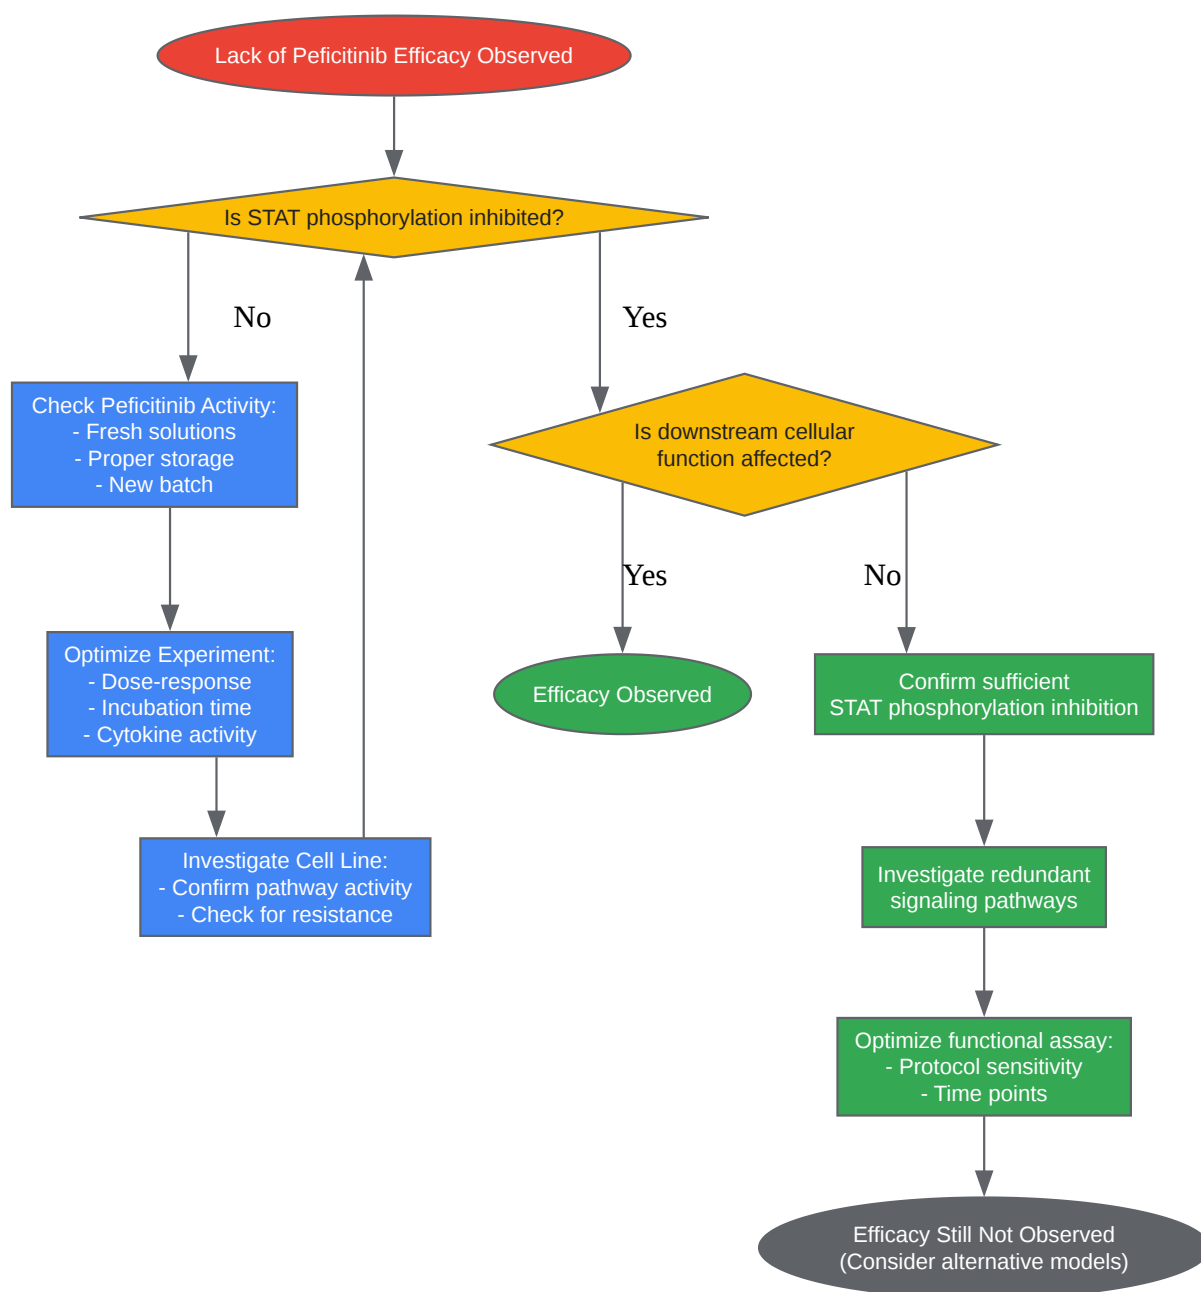 Lack of Peficitinib Efficacy Observed
Is STAT phosphorylation inhibited?
No
Yes
Check Peficitinib Activity:
- Fresh solutions
- Proper storage
- New batch
Is downstream cellular
function affected?
Yes
No
Optimize Experiment:
- Dose-response
- Incubation time
- Cytokine activity
Efficacy Observed
Confirm sufficient
STAT phosphorylation inhibition
Investigate Cell Line:
- Confirm pathway activity
- Check for resistance
Investigate redundant
signaling pathways
Optimize functional assay:
- Protocol sensitivity
- Time points
Efficacy Still Not Observed
(Consider alternative models)